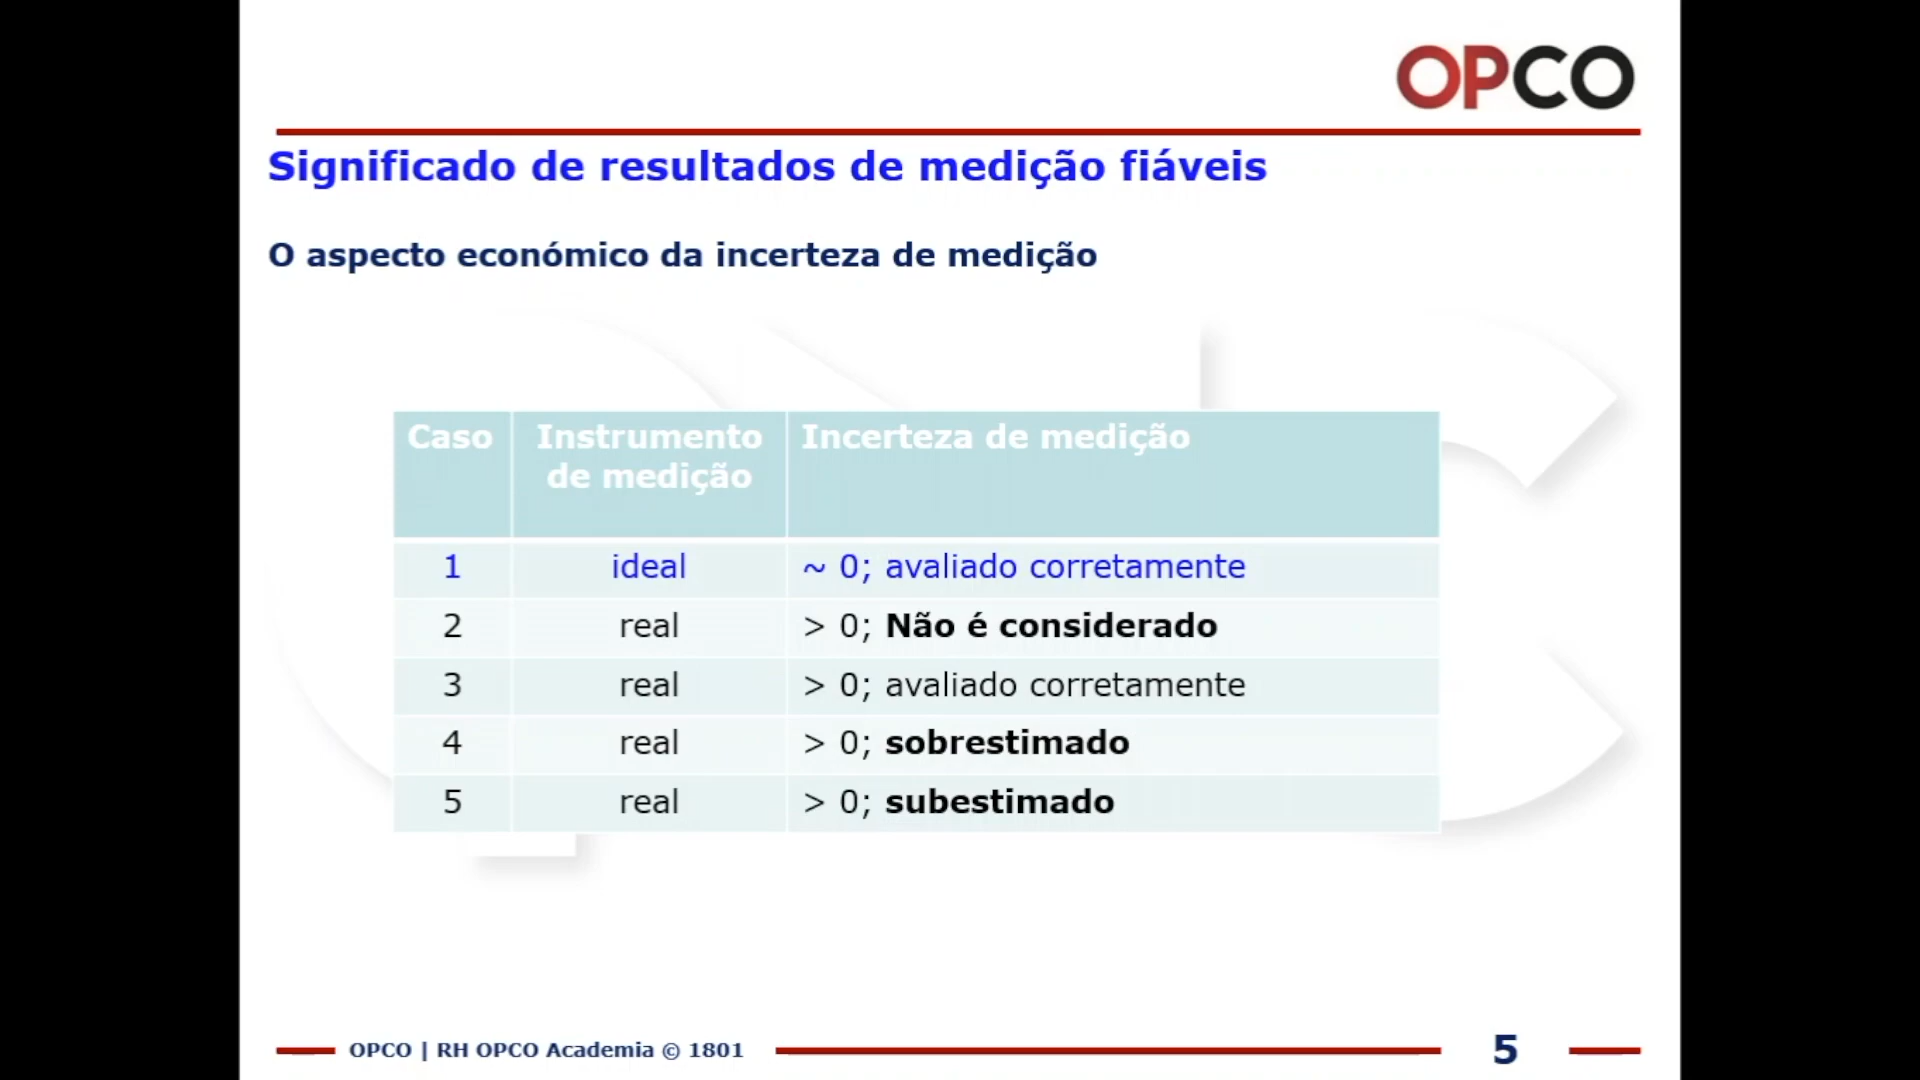 OPCO
Significado de resultados de medição fiáveis
O aspecto económico da incerteza de medição
Caso Instrumento de medição Incerteza de medição
1 ideal ~ 0; avaliado corretamente
2 real > 0; Não é considerado
3 real > 0; avaliado corretamente
4 real > 0; sobrestimado
5 real > 0; subestimado
OPCO | RH OPCO Academia © 1801 5